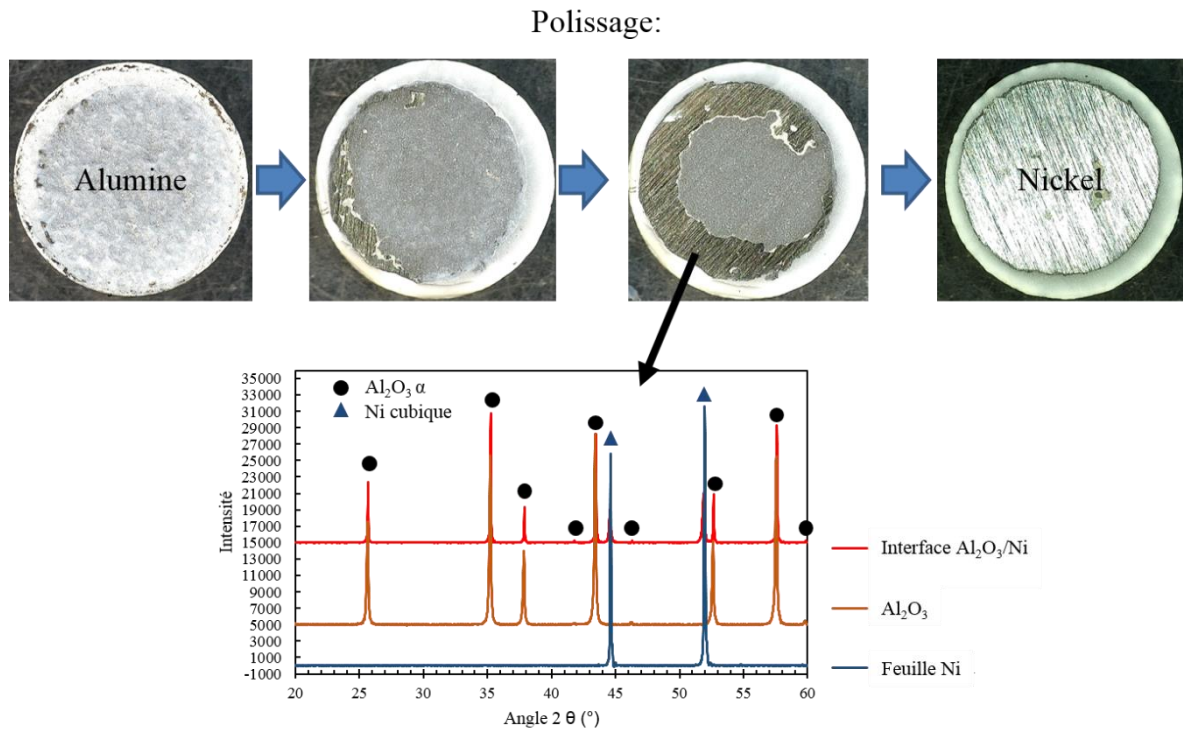 Polissage:
Alumine
Nickel
35000
33000
31000
29000
27000
25000
23000
21000
19000
17000
15000
13000
11000
9000
7000
5000
3000
1000
-1000
Intensité
Al₂O₃ α
Ni cubique
20
25
30
35
40
45
50
55
60
Angle 2 θ (°)
Interface Al₂O₃/Ni
Al₂O₃
Feuille Ni